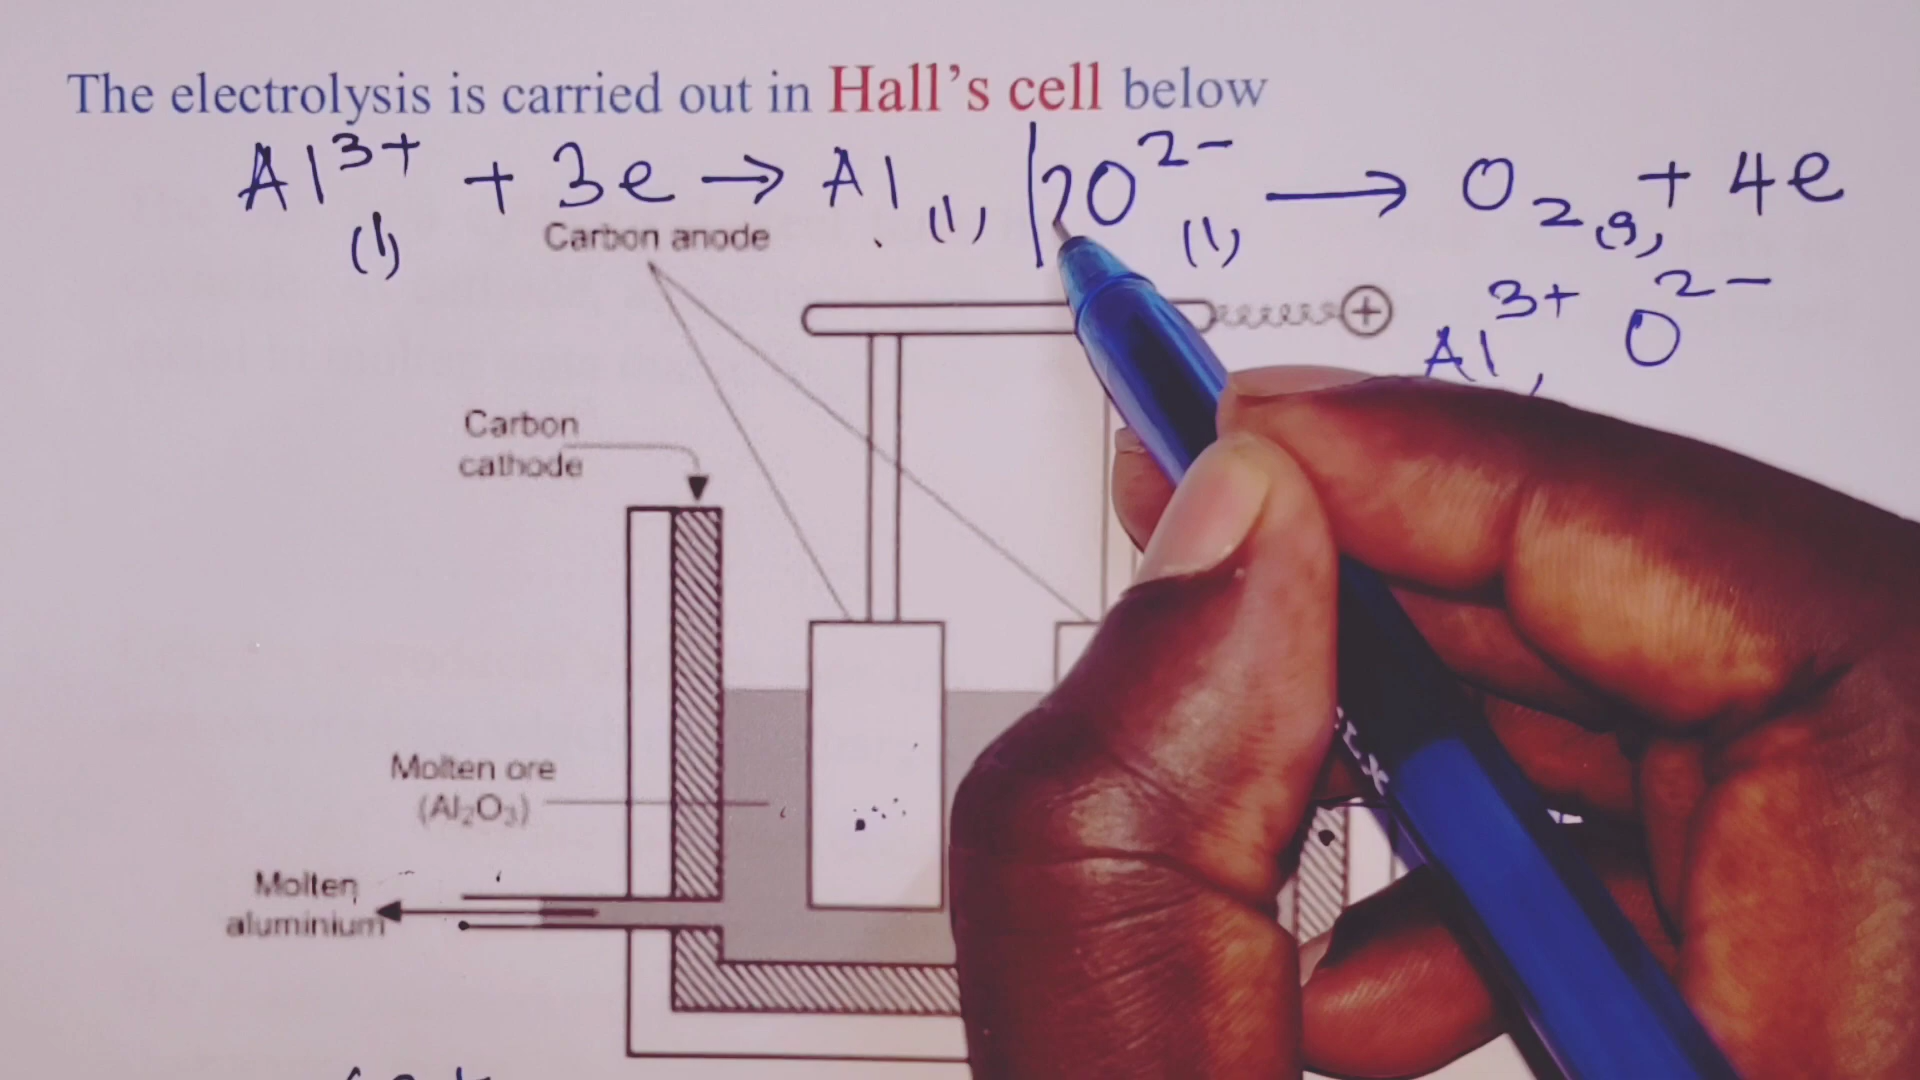 The electrolysis is carried out in Hall's cell below
Al³⁺(l) + 3e → Al(l) | 2O²⁻(l) → O₂(g) + 4e
Carbon anode
Al³⁺, O²⁻
Carbon
cathode
Molten ore
(Al₂O₃)
Molten
aluminium